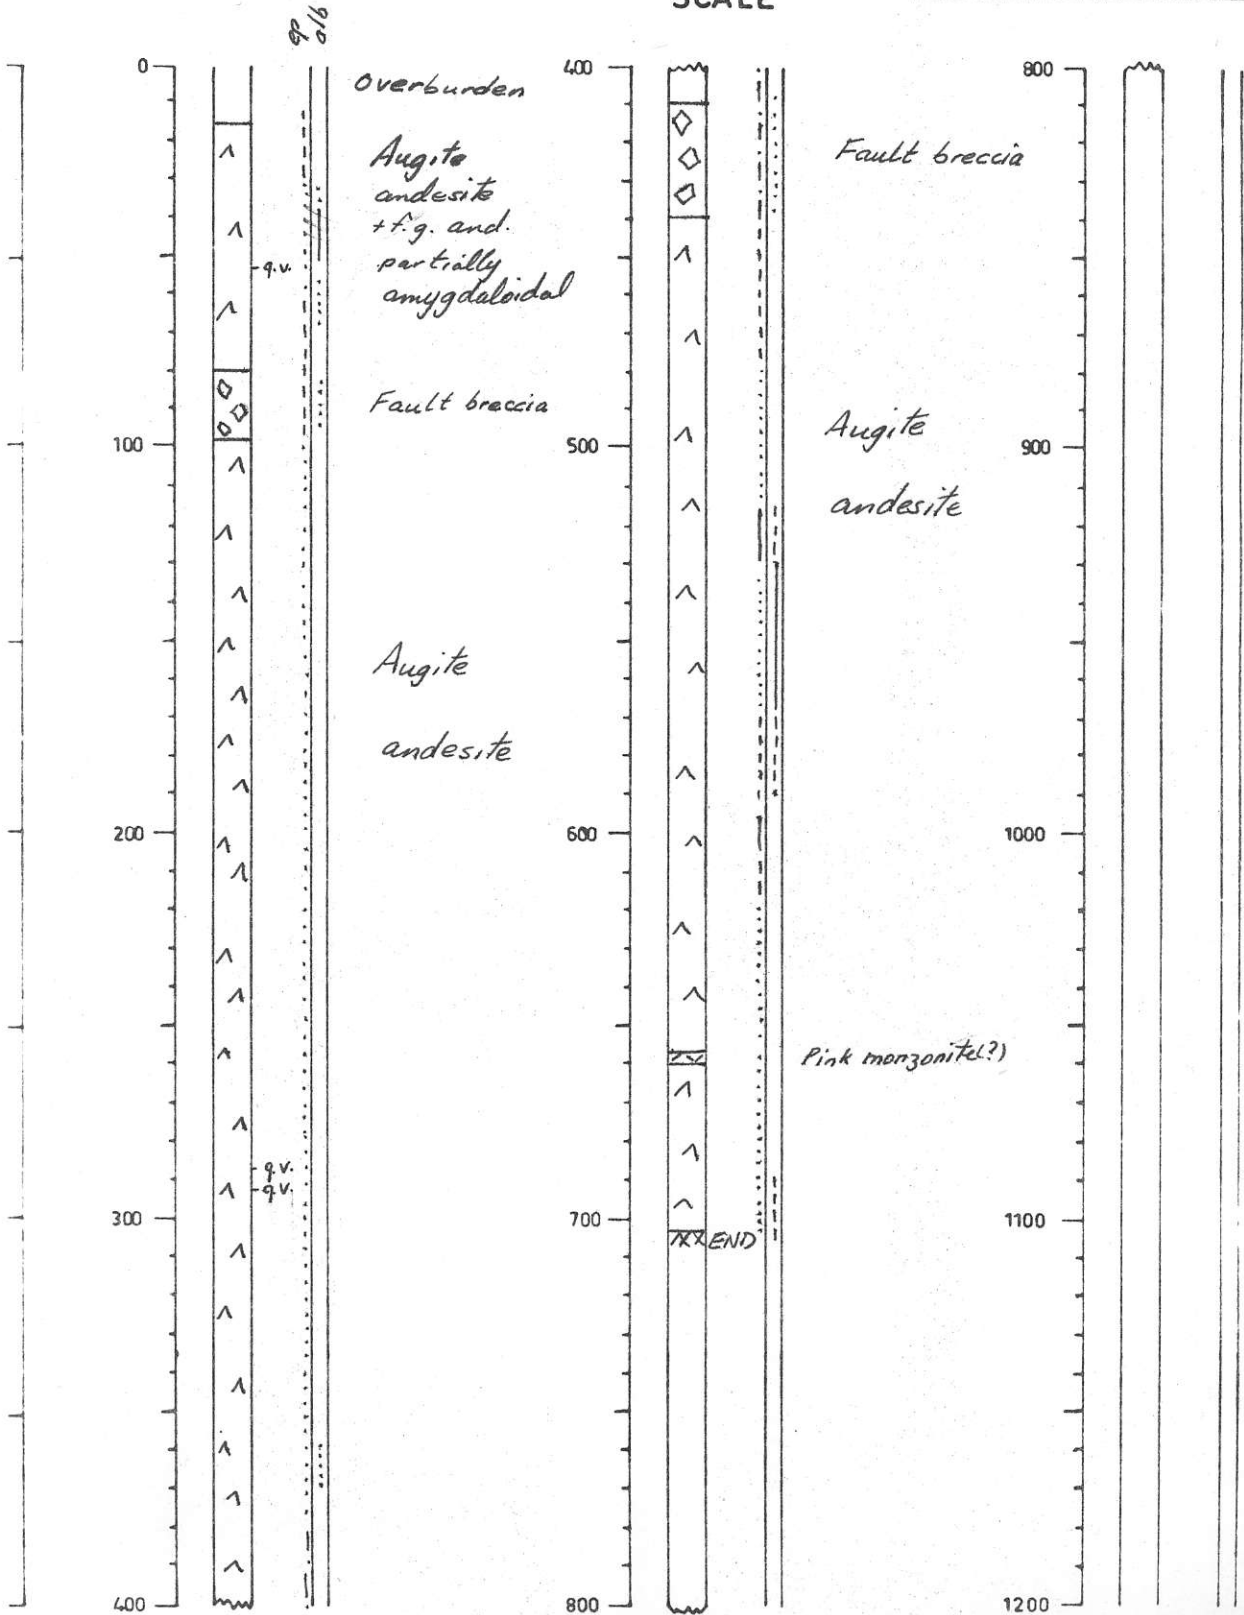 SCALE
ep
alb
0
Overburden
Augite
andesite
+ f.g. and.
q.v.
partially
amygdaloidal
Fault breccia
100
Augite
andesite
200
q.v.
q.v.
300
400
400
Fault breccia
500
Augite
andesite
600
Pink monzonite(?)
700
END
800
800
900
1000
1100
1200